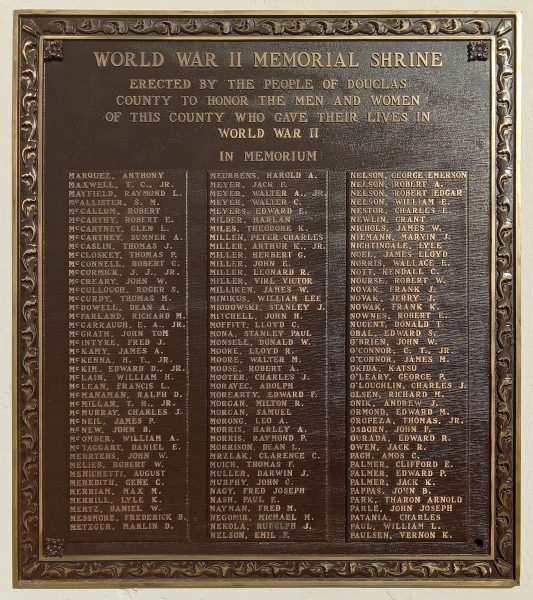 WORLD WAR II MEMORIAL SHRINE
ERECTED BY THE PEOPLE OF DOUGLAS
COUNTY TO HONOR THE MEN AND WOMEN
OF THIS COUNTY WHO GAVE THEIR LIVES IN
WORLD WAR II
IN MEMORIUM
MARQUEZ, ANTHONY
MAXWELL, T. C., JR.
MAYFIELD, RAYMOND L.
McALLISTER, S. M.
McCALLUM, ROBERT
McCARTHY, ROBERT E.
McCARTNEY, GLEN L.
McCARTNEY, SUMNER A.
McCASLIN, THOMAS J.
McCLOSKEY, THOMAS P.
McCONNELL, ROBERT C.
McCORMICK, J. J., JR.
McCREARY, JOHN W.
McCULLOUGH, ROGER S.
McCURDY, THOMAS M.
McDOWELL, DEAN A.
McFARLAND, RICHARD M.
McGARRAUGH, E. A., JR.
McGRATH, JOHN TOM
McINTYRE, FRED J.
McKAMY, JAMES A.
McKENNA, H. T., JR.
McKIM, EDWARD D., JR.
McLAIN, WILLIAM H.
McLEAN, FRANCIS L.
McMANAMAN, RALPH D.
McMILLAN, T. H., JR.
McMURRAY, CHARLES J.
McNEIL, JAMES P.
McNEW, JOHN B.
McOMBER, WILLIAM A.
McTAGGART, DANIEL E.
MEHRTENS, JOHN W.
MELIES, ROBERT W.
MENICHETTI, AUGUST
MEREDITH, GENE C.
MERRIAM, MAX M.
MERRILL, LYLE K.
MERTZ, DANIEL W.
MESSMORE, FREDERICK B.
METZGER, MARLIN D.
MEURRENS, HAROLD A.
MEYER, JACK C.
MEYER, WALTER A., JR.
MEYER, WALTER C.
MEYERS, EDWARD E.
MILDER, HARLAN
MILES, THEODORE K.
MILLEN, PETER CHARLES
MILLER, ARTHUR K., JR.
MILLER, HERBERT G.
MILLER, JOHN E.
MILLER, LEONARD R.
MILLER, VIRL VICTOR
MILLIKEN, JAMES W.
MINIKUS, WILLIAM LEE
MIODOWSKI, STANLEY J.
MITCHELL, JOHN H.
MOFFITT, LLOYD C.
MONA, STANLEY PAUL
MONSELL, DONALD W.
MOORE, LLOYD R.
MOORE, WALTER M.
MOOSE, ROBERT A.
MOOTER, CHARLES J.
MORAVEC, ADOLPH
MOREARTY, EDWARD F.
MORGAN, MILTON R.
MORGAN, SAMUEL
MORONG, LEO A.
MORRIS, HARLEY A.
MORRIS, RAYMOND P.
MORRISON, DEAN L.
MRZLAK, CLARENCE C.
MUICH, THOMAS F.
MULLER, DARWIN J.
MURPHY, JOHN G.
NAGY, FRED JOSEPH
NASH, PAUL E.
NAYMAN, FRED M.
NEGOMIR, MICHAEL M.
NEKOLA, RUDOLPH J.
NELSON, EMIL F.
NELSON, GEORGE EMERSON
NELSON, ROBERT A.
NELSON, ROBERT EDGAR
NELSON, WILLIAM E.
NESTOR, CHARLES E.
NEWLIN, GRANT
NICHOLS, JAMES W.
NIEMANN, MARVIN J.
NIGHTINGALE, LYLE
NOEL, JAMES LLOYD
NORRIS, WALLACE B.
NOTT, KENDALL C.
NOURSE, ROBERT W.
NOVAK, FRANK J.
NOVAK, JERRY J.
NOWAK, FRANK K.
NOWNES, ROBERT E.
NUGENT, DONALD T.
OBAL, EDWARD S.
O'BRIEN, JOHN W.
O'CONNOR, C. T., JR.
O'CONNOR, JAMES M.
OKIDA, KATSU
O'LEARY, GEORGE P.
O'LOUGHLIN, CHARLES J.
OLSEN, RICHARD H.
ONIK, ANDREW J.
ORMOND, EDWARD M.
OROPEZA, THOMAS, JR.
OSBORN, JOHN F.
OURADA, EDWARD R.
OWEN, JACK R.
PACH, AMOS C.
PALMER, CLIFFORD E.
PALMER, EDWARD P.
PALMER, JACK K.
PAPPAS, JOHN B.
PARK, THARON ARNOLD
PARLE, JOHN JOSEPH
PATANIA, CHARLES
PAUL, WILLIAM L.
PAULSEN, VERNON K.